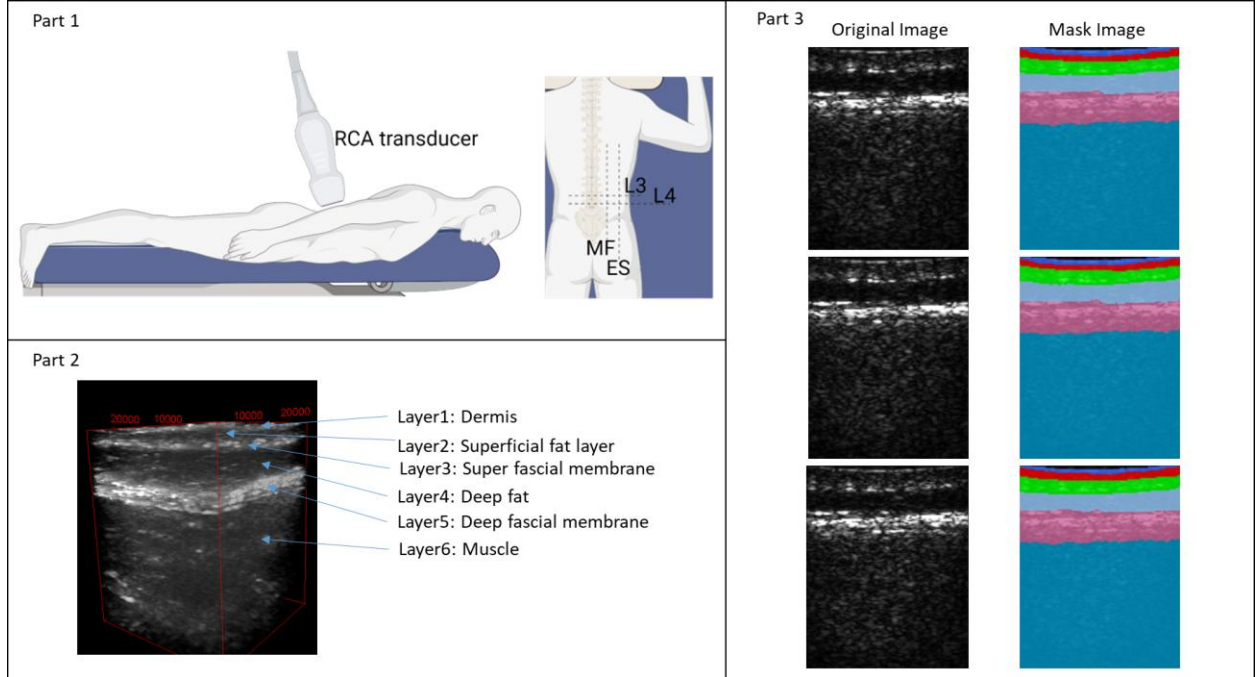 Part 1
RCA transducer
L3
L4
MF
ES
Part 2
20000 10000 10000 20000
Layer1: Dermis
Layer2: Superficial fat layer
Layer3: Super fascial membrane
Layer4: Deep fat
Layer5: Deep fascial membrane
Layer6: Muscle
Part 3
Original Image
Mask Image